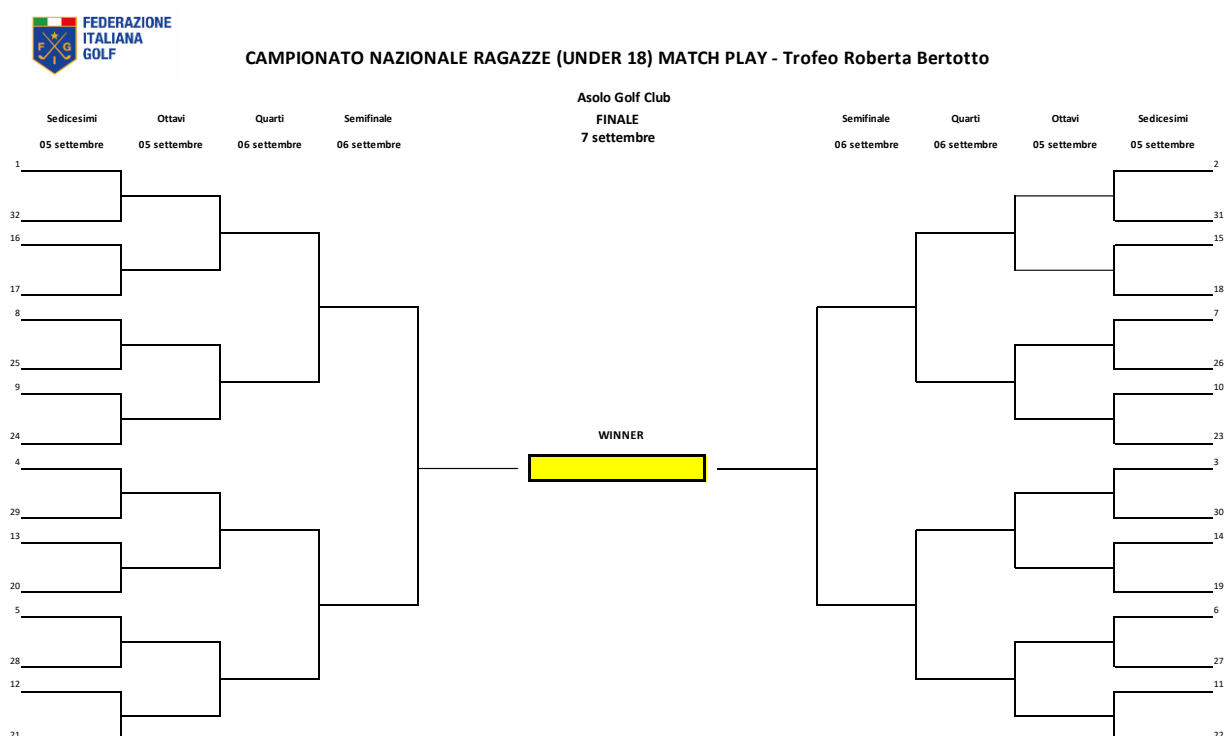 FEDERAZIONE
ITALIANA
GOLF
F G
I
CAMPIONATO NAZIONALE RAGAZZE (UNDER 18) MATCH PLAY - Trofeo Roberta Bertotto
Asolo Golf Club
Sedicesimi Ottavi Quarti Semifinale FINALE Semifinale Quarti Ottavi Sedicesimi
05 settembre 05 settembre 06 settembre 06 settembre 7 settembre 06 settembre 06 settembre 05 settembre 05 settembre
1 2
32 31
16 15
17 18
8 7
25 26
9 10
24 23
WINNER
4 3
29 30
13 14
20 19
5 6
28 27
12 11
21 22